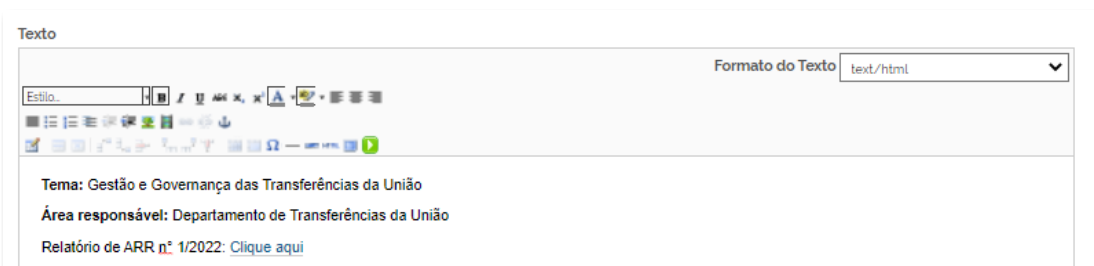 Texto
Formato do Texto text/html
Estilo..
Tema: Gestão e Governança das Transferências da União
Área responsável: Departamento de Transferências da União
Relatório de ARR n° 1/2022: Clique aqui